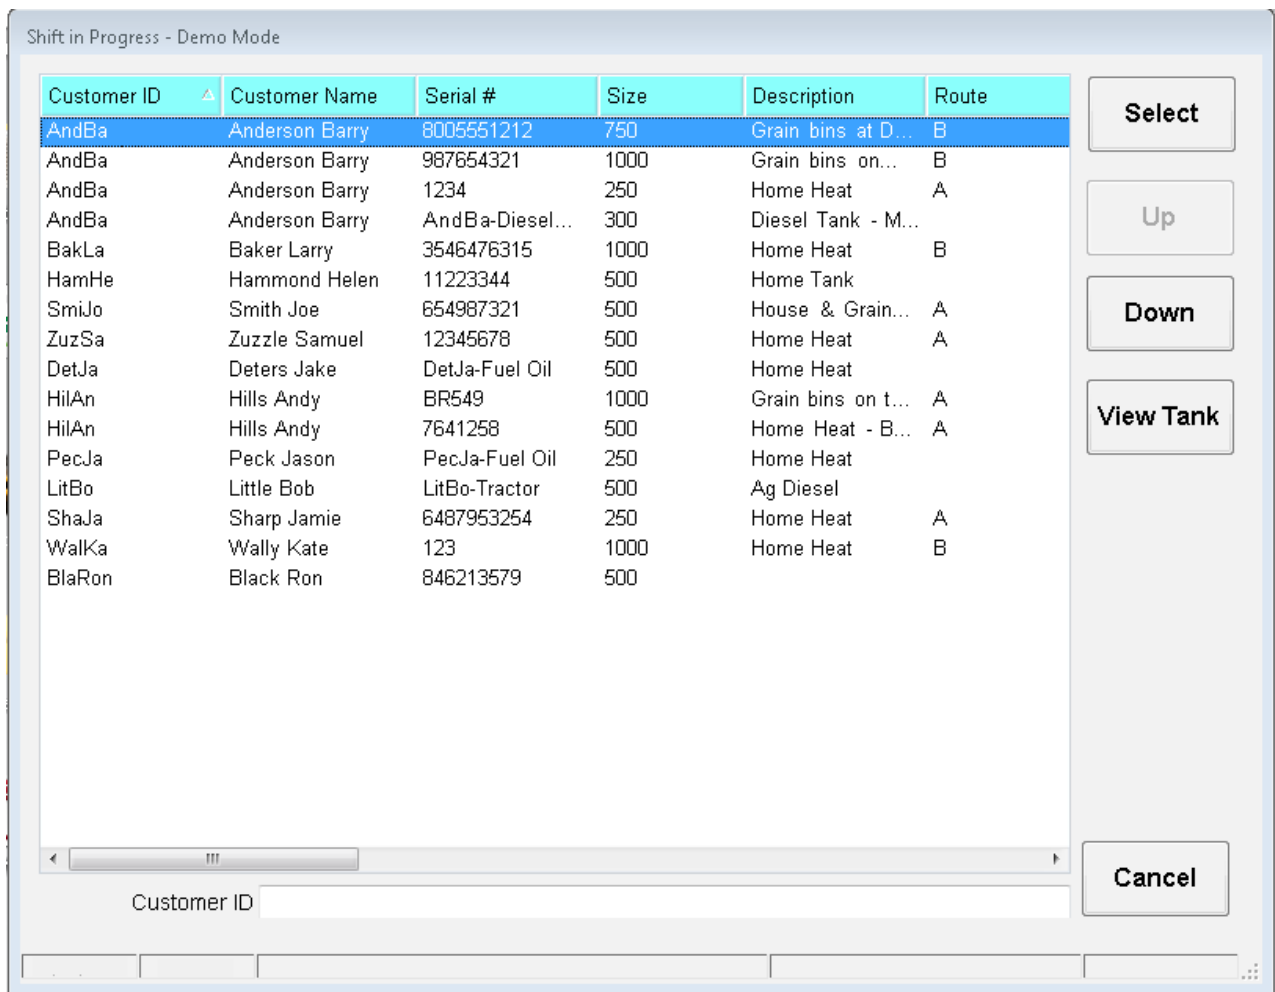 Shift in Progress - Demo Mode
Customer ID Customer Name Serial # Size Description Route
AndBa Anderson Barry 8005551212 750 Grain bins at D... B
AndBa Anderson Barry 987654321 1000 Grain bins on... B
AndBa Anderson Barry 1234 250 Home Heat A
AndBa Anderson Barry AndBa-Diesel... 300 Diesel Tank - M...
BakLa Baker Larry 3546476315 1000 Home Heat B
HamHe Hammond Helen 11223344 500 Home Tank
SmiJo Smith Joe 654987321 500 House & Grain... A
ZuzSa Zuzzle Samuel 12345678 500 Home Heat A
DetJa Deters Jake DetJa-Fuel Oil 500 Home Heat
HilAn Hills Andy BR549 1000 Grain bins on t... A
HilAn Hills Andy 7641258 500 Home Heat - B... A
PecJa Peck Jason PecJa-Fuel Oil 250 Home Heat
LitBo Little Bob LitBo-Tractor 500 Ag Diesel
ShaJa Sharp Jamie 6487953254 250 Home Heat A
WalKa Wally Kate 123 1000 Home Heat B
BlaRon Black Ron 846213579 500
Select
Up
Down
View Tank
Cancel
Customer ID